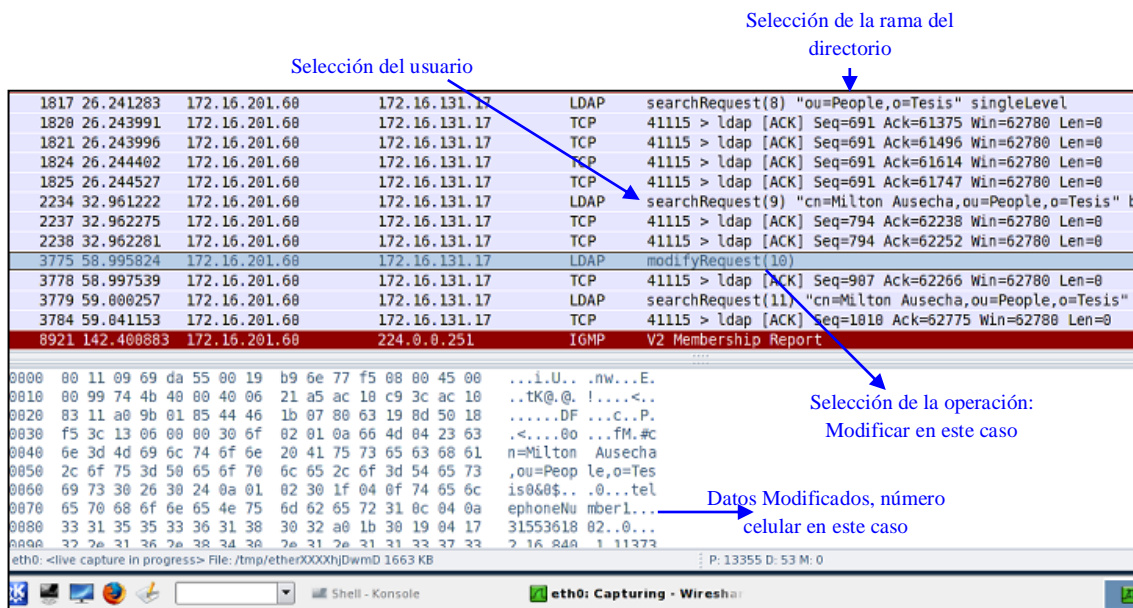 Selección de la rama del
directorio
Selección del usuario
1817 26.241283 172.16.201.60 172.16.131.17 LDAP searchRequest(8) "ou=People,o=Tesis" singleLevel
1820 26.243991 172.16.201.60 172.16.131.17 TCP 41115 > ldap [ACK] Seq=691 Ack=61375 Win=62780 Len=0
1821 26.243996 172.16.201.60 172.16.131.17 TCP 41115 > ldap [ACK] Seq=691 Ack=61496 Win=62780 Len=0
1824 26.244402 172.16.201.60 172.16.131.17 TCP 41115 > ldap [ACK] Seq=691 Ack=61614 Win=62780 Len=0
1825 26.244527 172.16.201.60 172.16.131.17 TCP 41115 > ldap [ACK] Seq=691 Ack=61747 Win=62780 Len=0
2234 32.961222 172.16.201.60 172.16.131.17 LDAP searchRequest(9) "cn=Milton Ausecha,ou=People,o=Tesis" b
2237 32.962275 172.16.201.60 172.16.131.17 TCP 41115 > ldap [ACK] Seq=794 Ack=62238 Win=62780 Len=0
2238 32.962281 172.16.201.60 172.16.131.17 TCP 41115 > ldap [ACK] Seq=794 Ack=62252 Win=62780 Len=0
3775 58.995824 172.16.201.60 172.16.131.17 LDAP modifyRequest(10)
3778 58.997539 172.16.201.60 172.16.131.17 TCP 41115 > ldap [ACK] Seq=907 Ack=62266 Win=62780 Len=0
3779 59.000257 172.16.201.60 172.16.131.17 LDAP searchRequest(11) "cn=Milton Ausecha,ou=People,o=Tesis"
3784 59.041153 172.16.201.60 172.16.131.17 TCP 41115 > ldap [ACK] Seq=1010 Ack=62775 Win=62780 Len=0
8921 142.400883 172.16.201.60 224.0.0.251 IGMP V2 Membership Report
0000 00 11 09 69 da 55 00 19 b9 6e 77 f5 08 00 45 00 ...i.U.. .nw...E.
0010 00 99 74 4b 40 00 40 06 21 a5 ac 10 c9 3c ac 10 ..tK@.@. !....<..
0020 83 11 a0 9b 01 85 44 46 1b 07 80 63 19 8d 50 18 ......DF ...c..P.
0030 f5 3c 13 06 00 00 30 6f 02 01 0a 66 4d 04 23 63 .<....0o ...fM.#c
0040 6e 3d 4d 69 6c 74 6f 6e 20 41 75 73 65 63 68 61 n=Milton Ausecha
0050 2c 6f 75 3d 50 65 6f 70 6c 65 2c 6f 3d 54 65 73 ,ou=Peop le,o=Tes
0060 69 73 30 26 30 24 0a 01 02 30 1f 04 0f 74 65 6c is0&0$.. .0...tel
0070 65 70 68 6f 6e 65 4e 75 6d 62 65 72 31 0c 04 0a ephoneNu mber1...
0080 33 31 35 35 33 36 31 38 30 32 a0 1b 30 19 04 17 31553618 02..0...
0090 32 2e 31 36 2e 38 34 30 2e 31 2e 31 31 33 37 33 2.16.840 .1.11373
Selección de la operación:
Modificar en este caso
Datos Modificados, número
celular en este caso
eth0: <live capture in progress> File: /tmp/etherXXXXhjDwmD 1663 KB P: 13355 D: 53 M: 0
Shell - Konsole eth0: Capturing - Wireshar